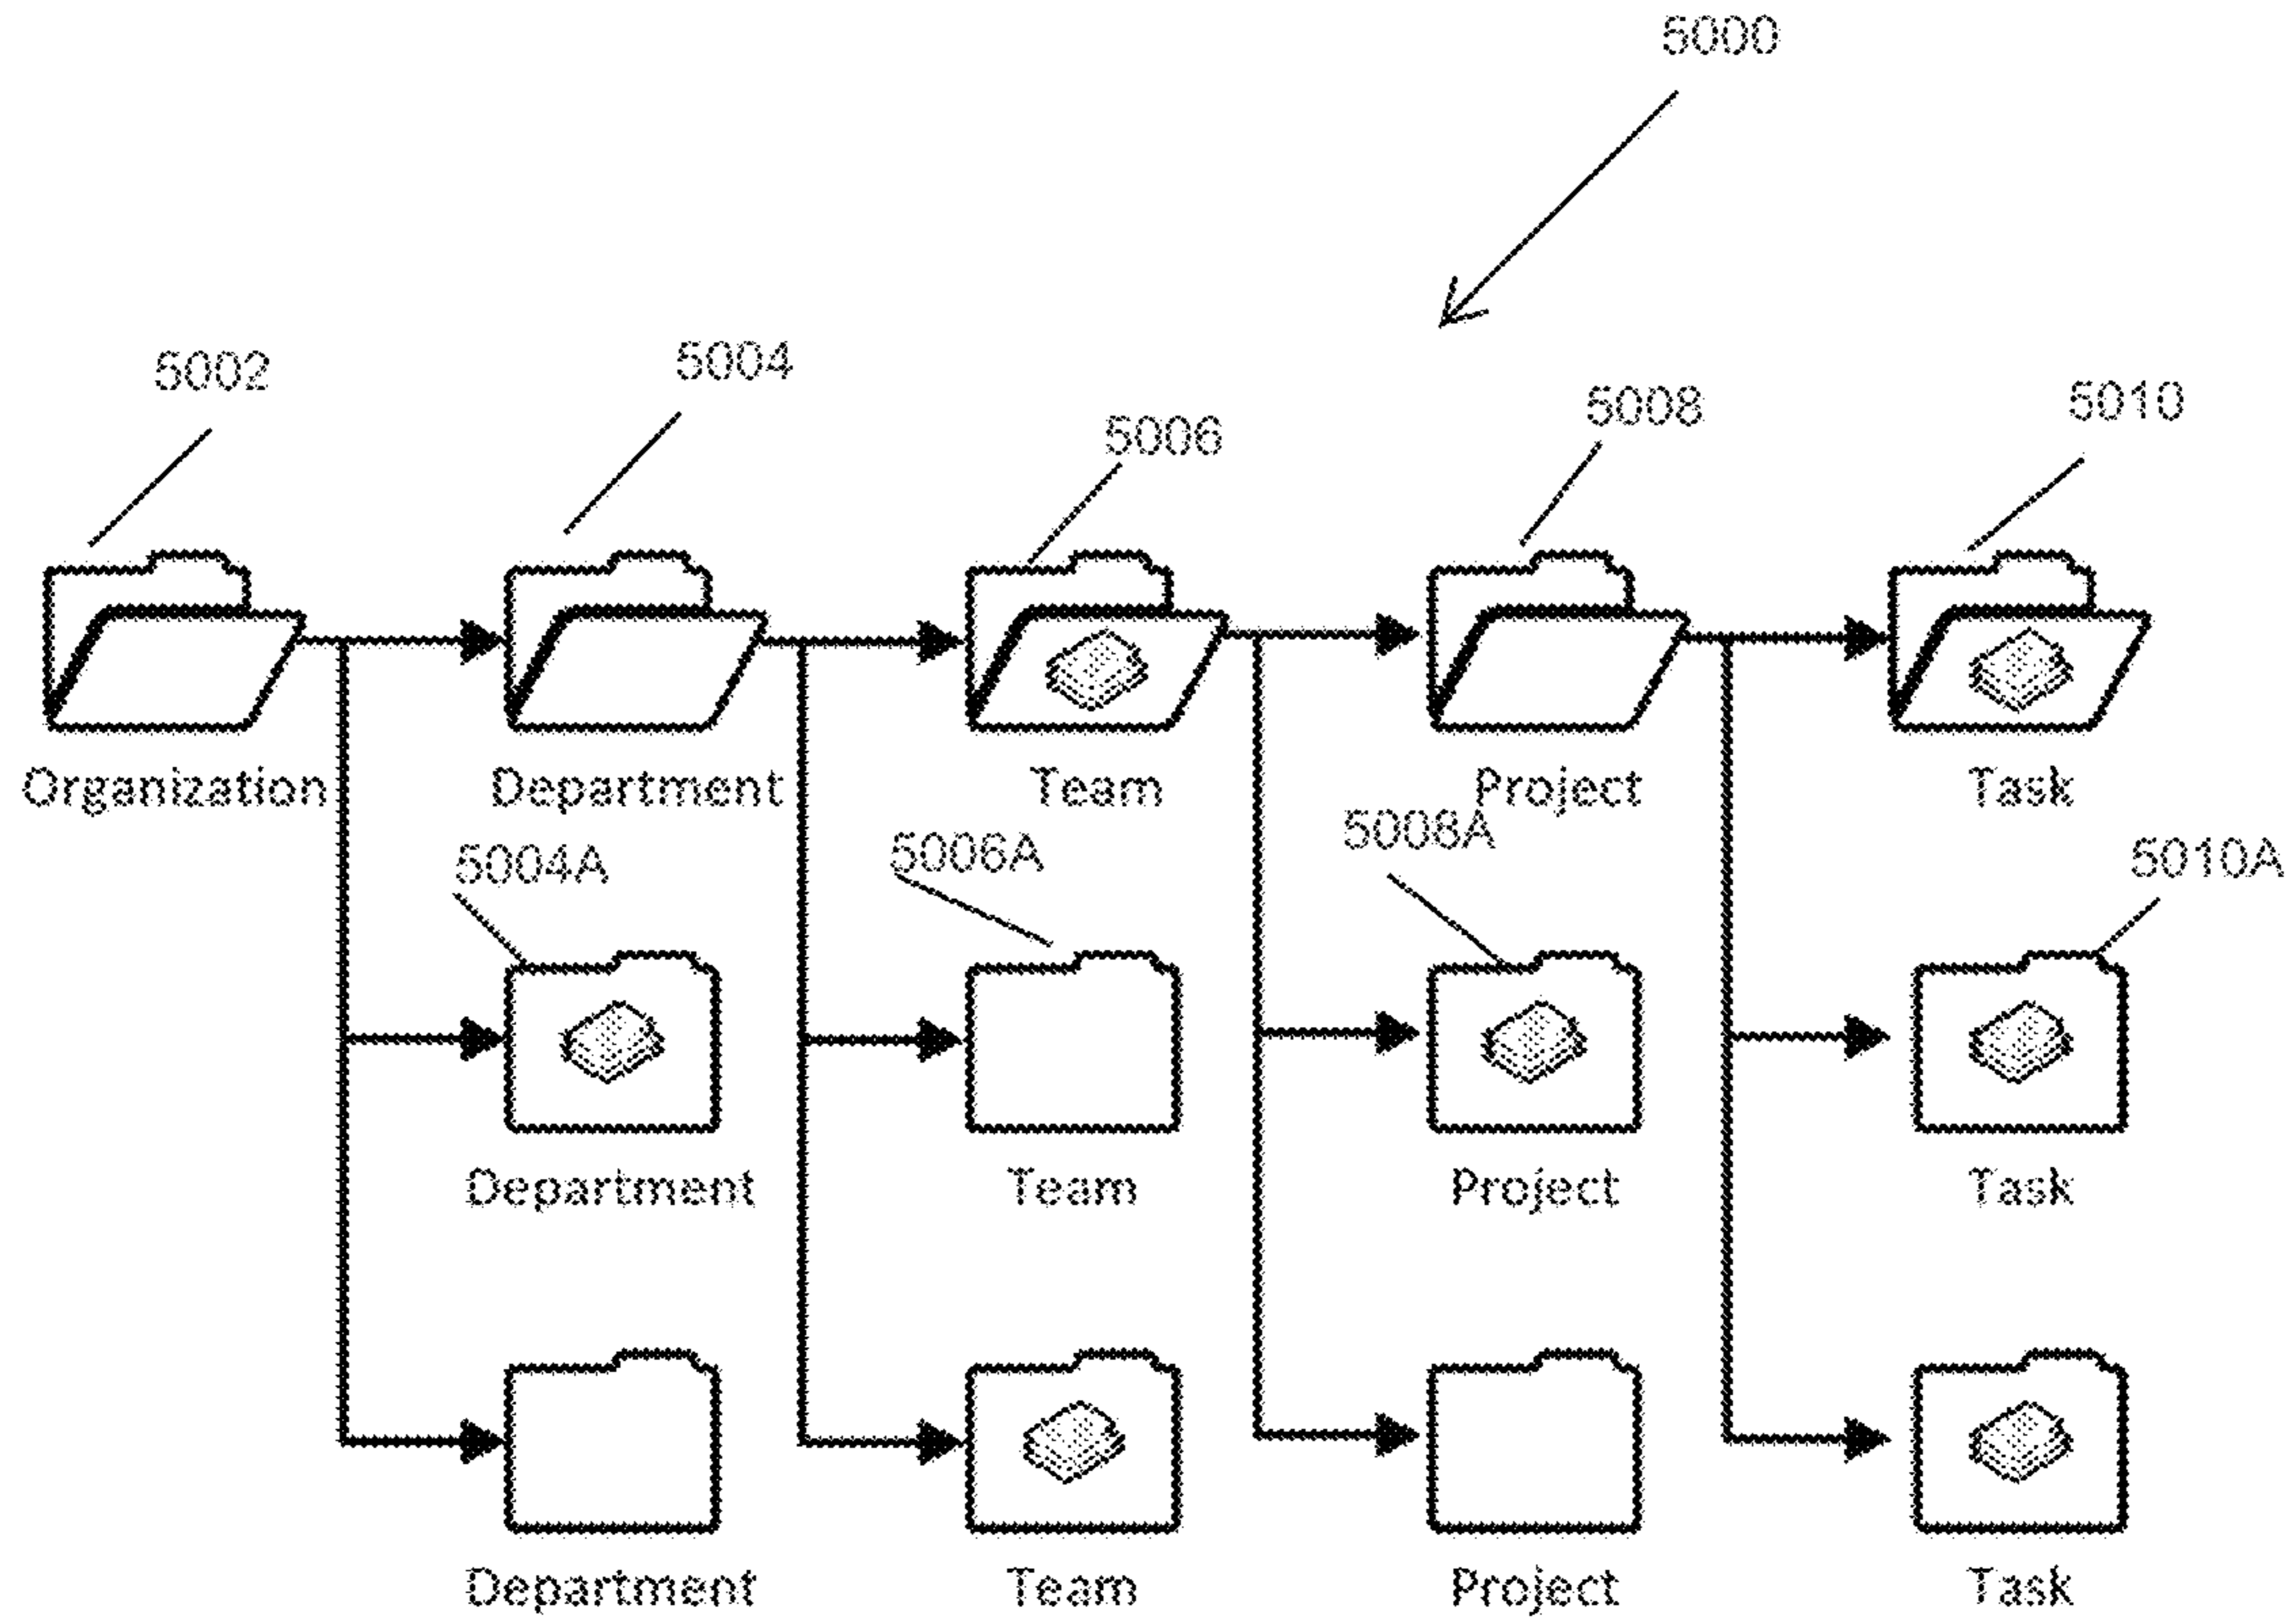 5000
5002
5004
5006
5008
5010
Organization
Department
Team
Project
Task
5004A
5006A
5008A
5010A
Department
Team
Project
Task
Department
Team
Project
Task